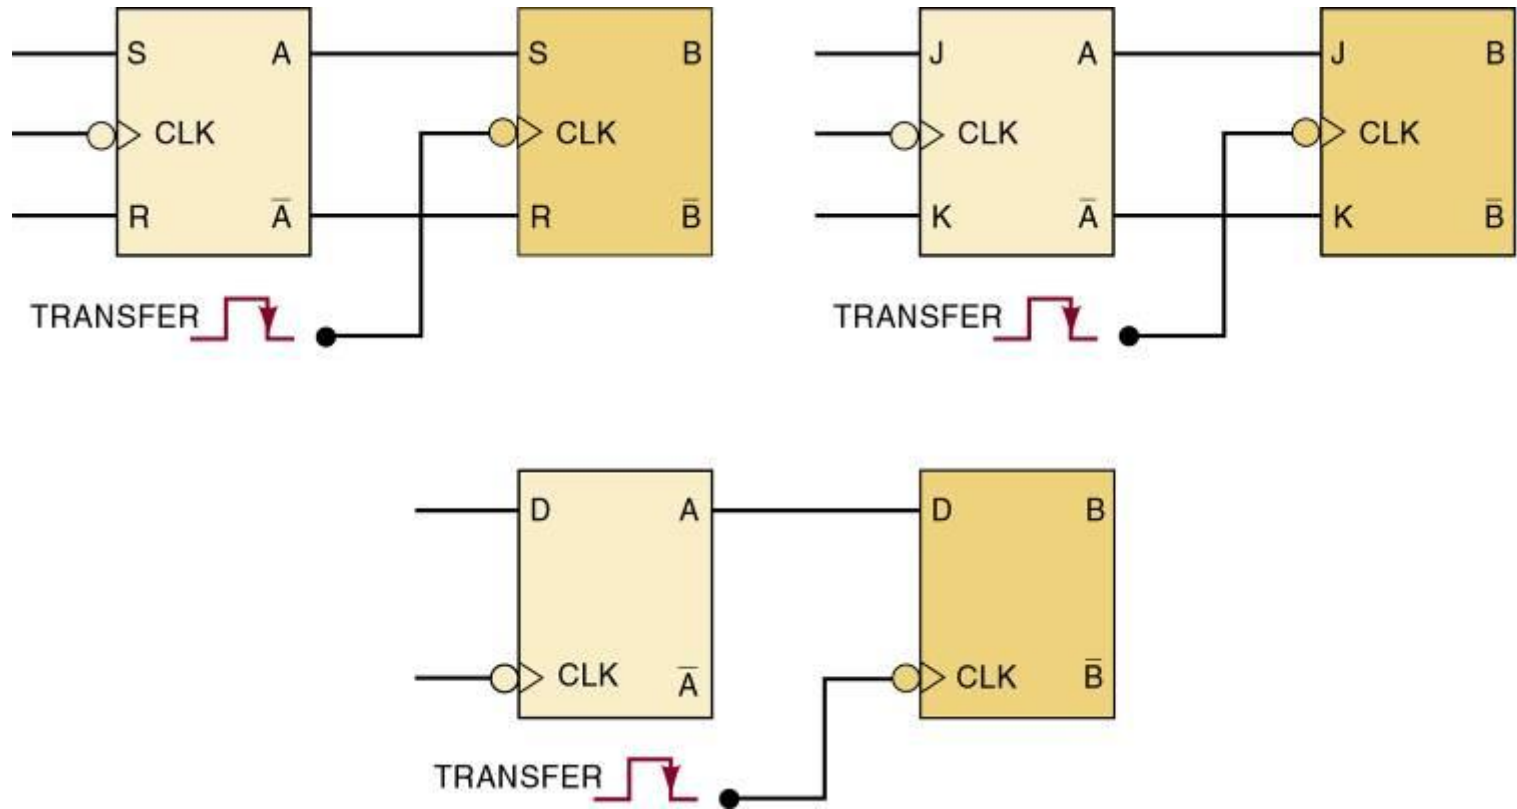 S A S B J A J B
CLK CLK CLK CLK
R A̅ R B̅ K A̅ K B̅
TRANSFER TRANSFER
D A D B
CLK A̅ CLK B̅
TRANSFER